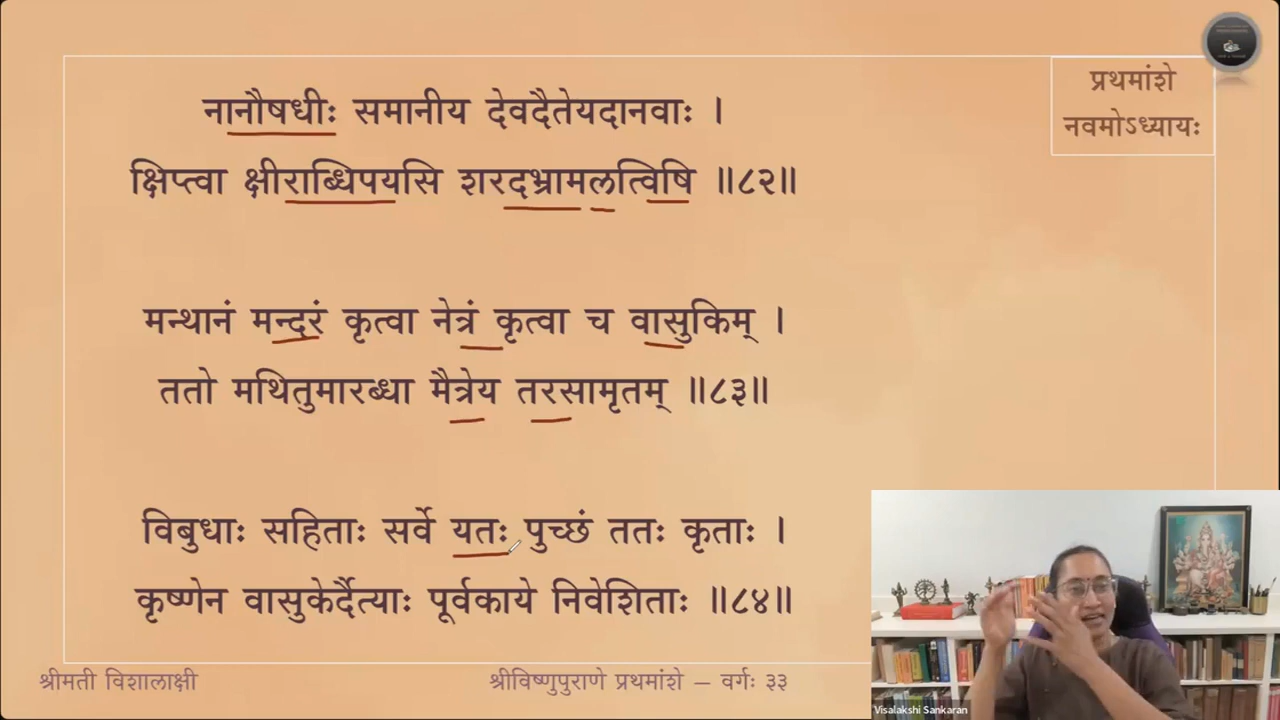 प्रथमांशे
नवमोऽध्यायः
नानौषधीः समानीय देवदैतेयदानवाः ।
क्षिप्त्वा क्षीराब्धिपयसि शरदभ्रामलत्विषि ॥८२॥
मन्थानं मन्दरं कृत्वा नेत्रं कृत्वा च वासुकिम् ।
ततो मथितुमारब्धा मैत्रेय तरसामृतम् ॥८३॥
विबुधाः सहिताः सर्वे यतः पुच्छं ततः कृताः ।
कृष्णेन वासुकेर्दैत्याः पूर्वकाये निवेशिताः ॥८४॥
श्रीमती विशालाक्षी
श्रीविष्णुपुराणे प्रथमांशे – वर्गः ३३
Visalakshi Sankaran